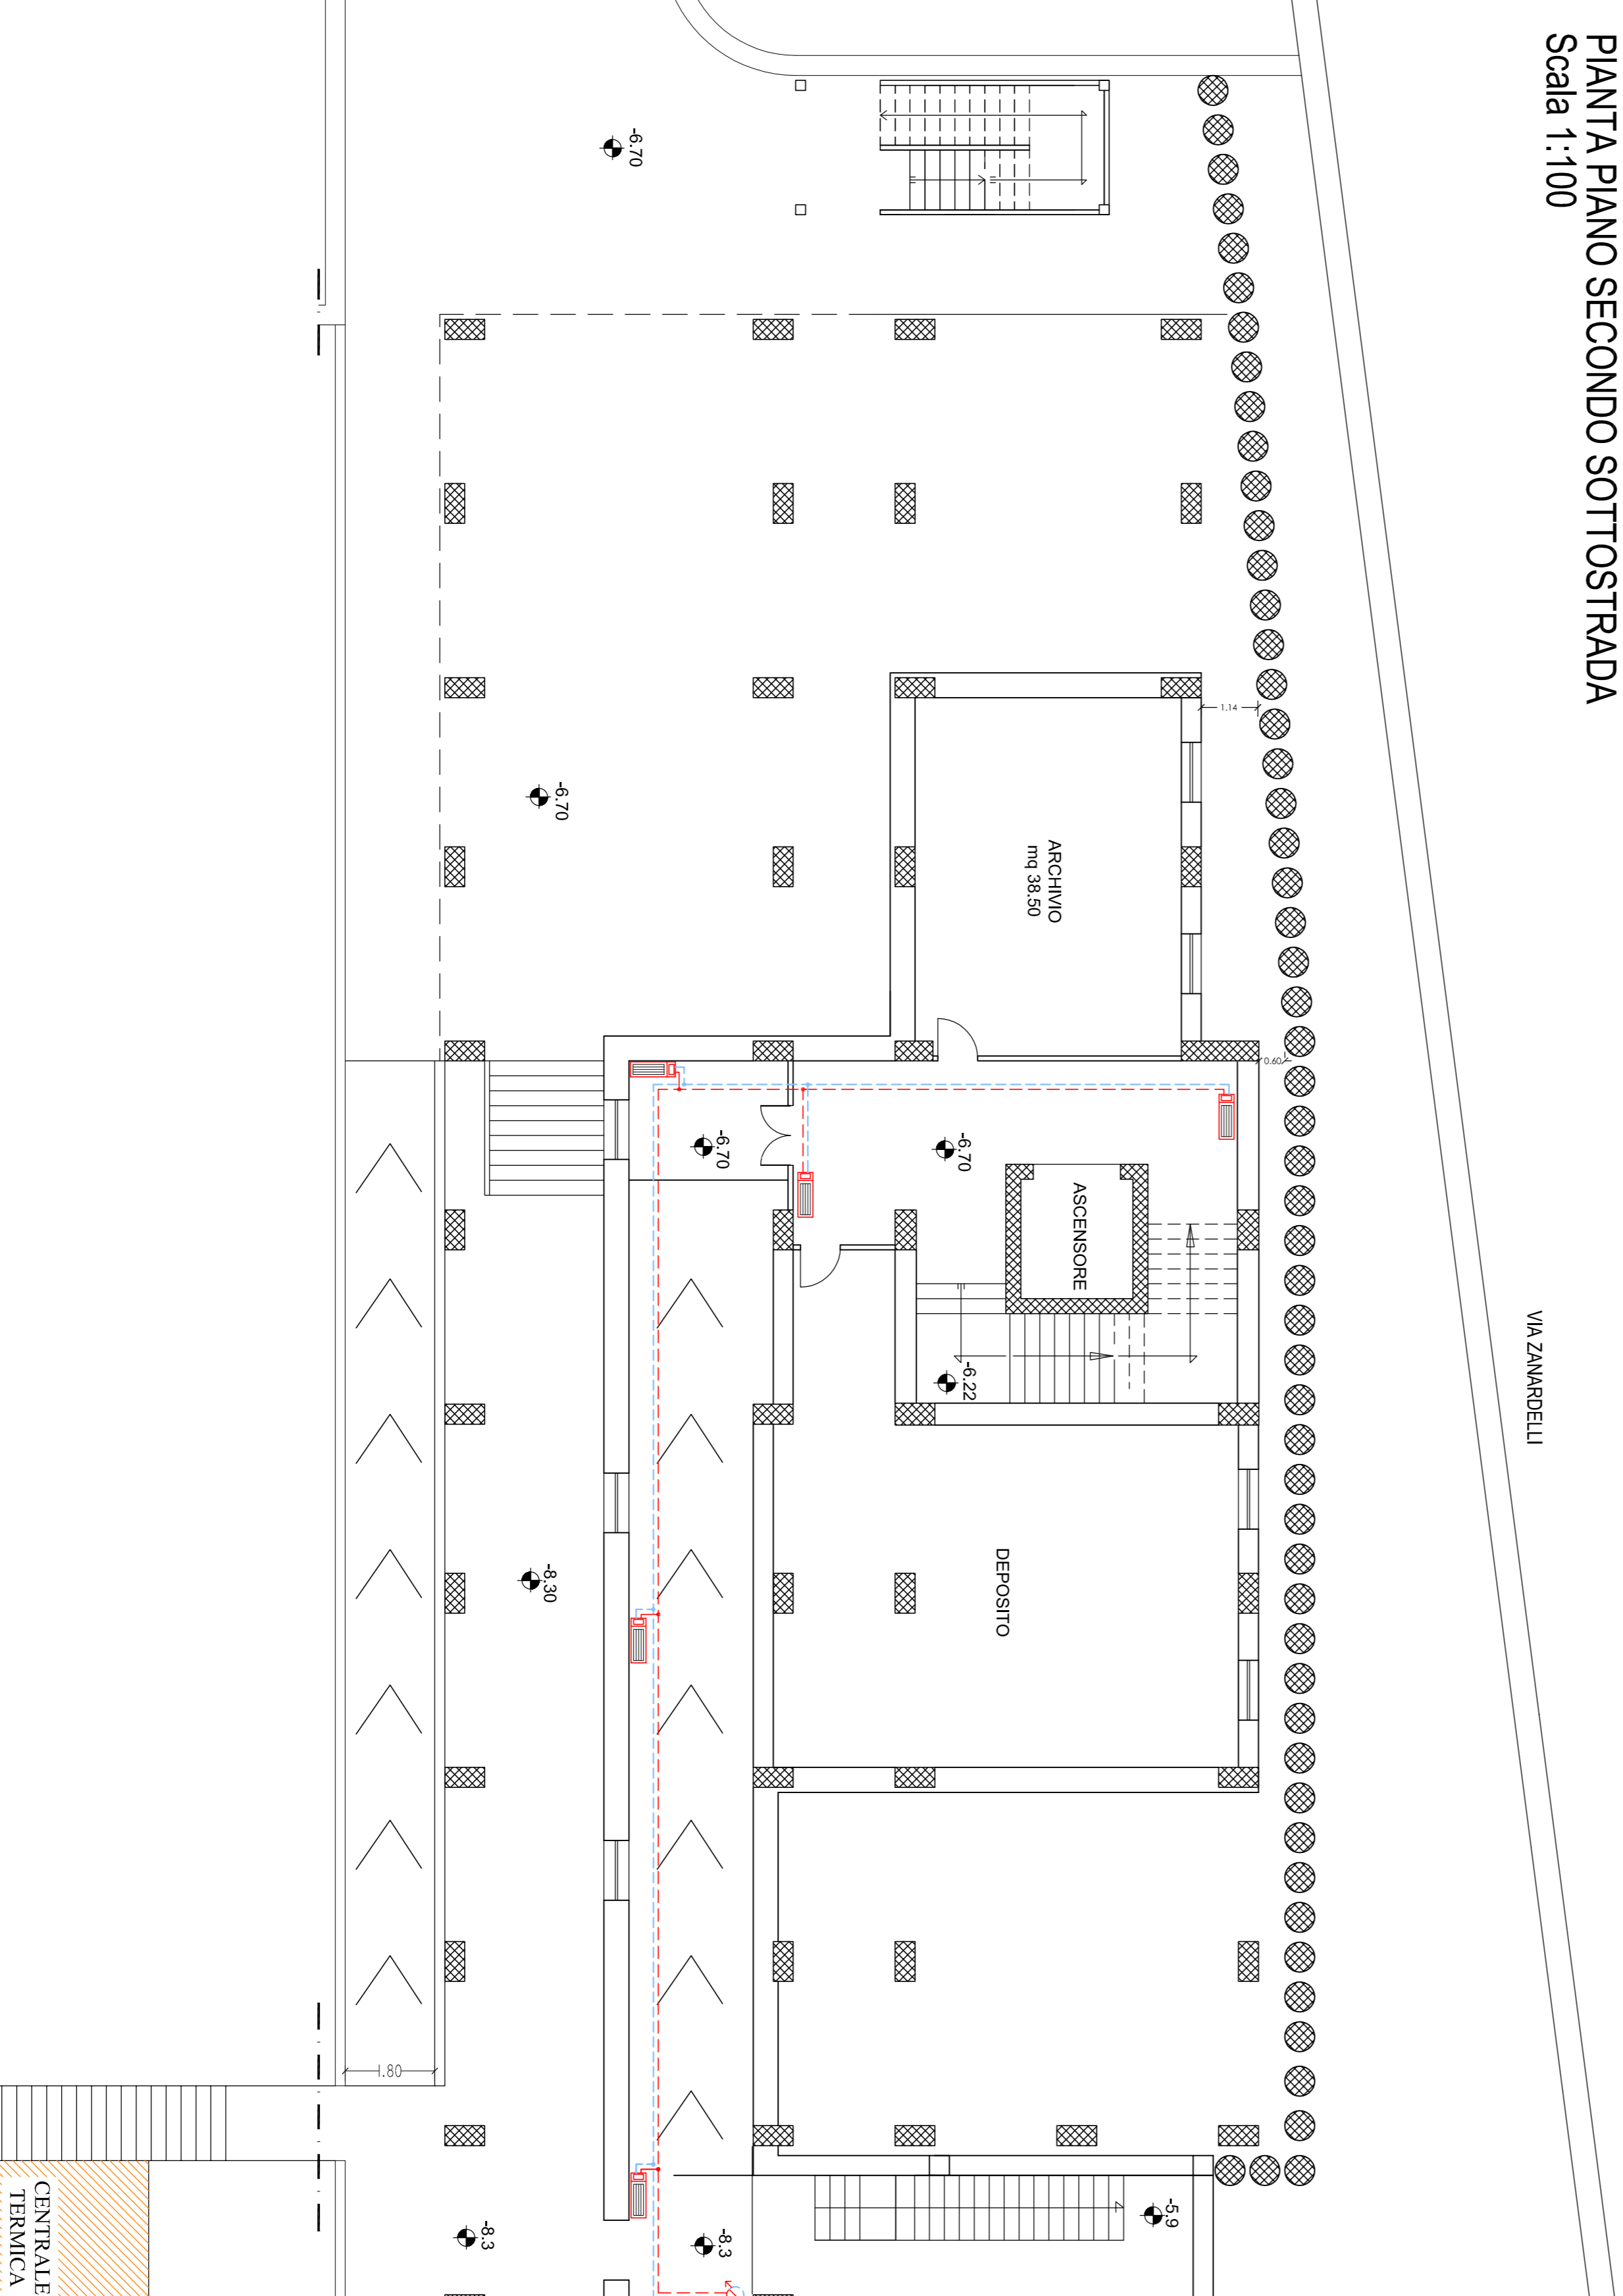 PIANTA PIANO SECONDO SOTTOSTRADA
Scala 1:100
VIA ZANARDELLI
-6.70
1.14
ARCHIVIO
mq 38.50
-6.70
0.60
-6.70
-6.70
ASCENSORE
-6.22
DEPOSITO
-8.30
1.80
-5.9
-8.3
-8.3
CENTRALE
TERMICA